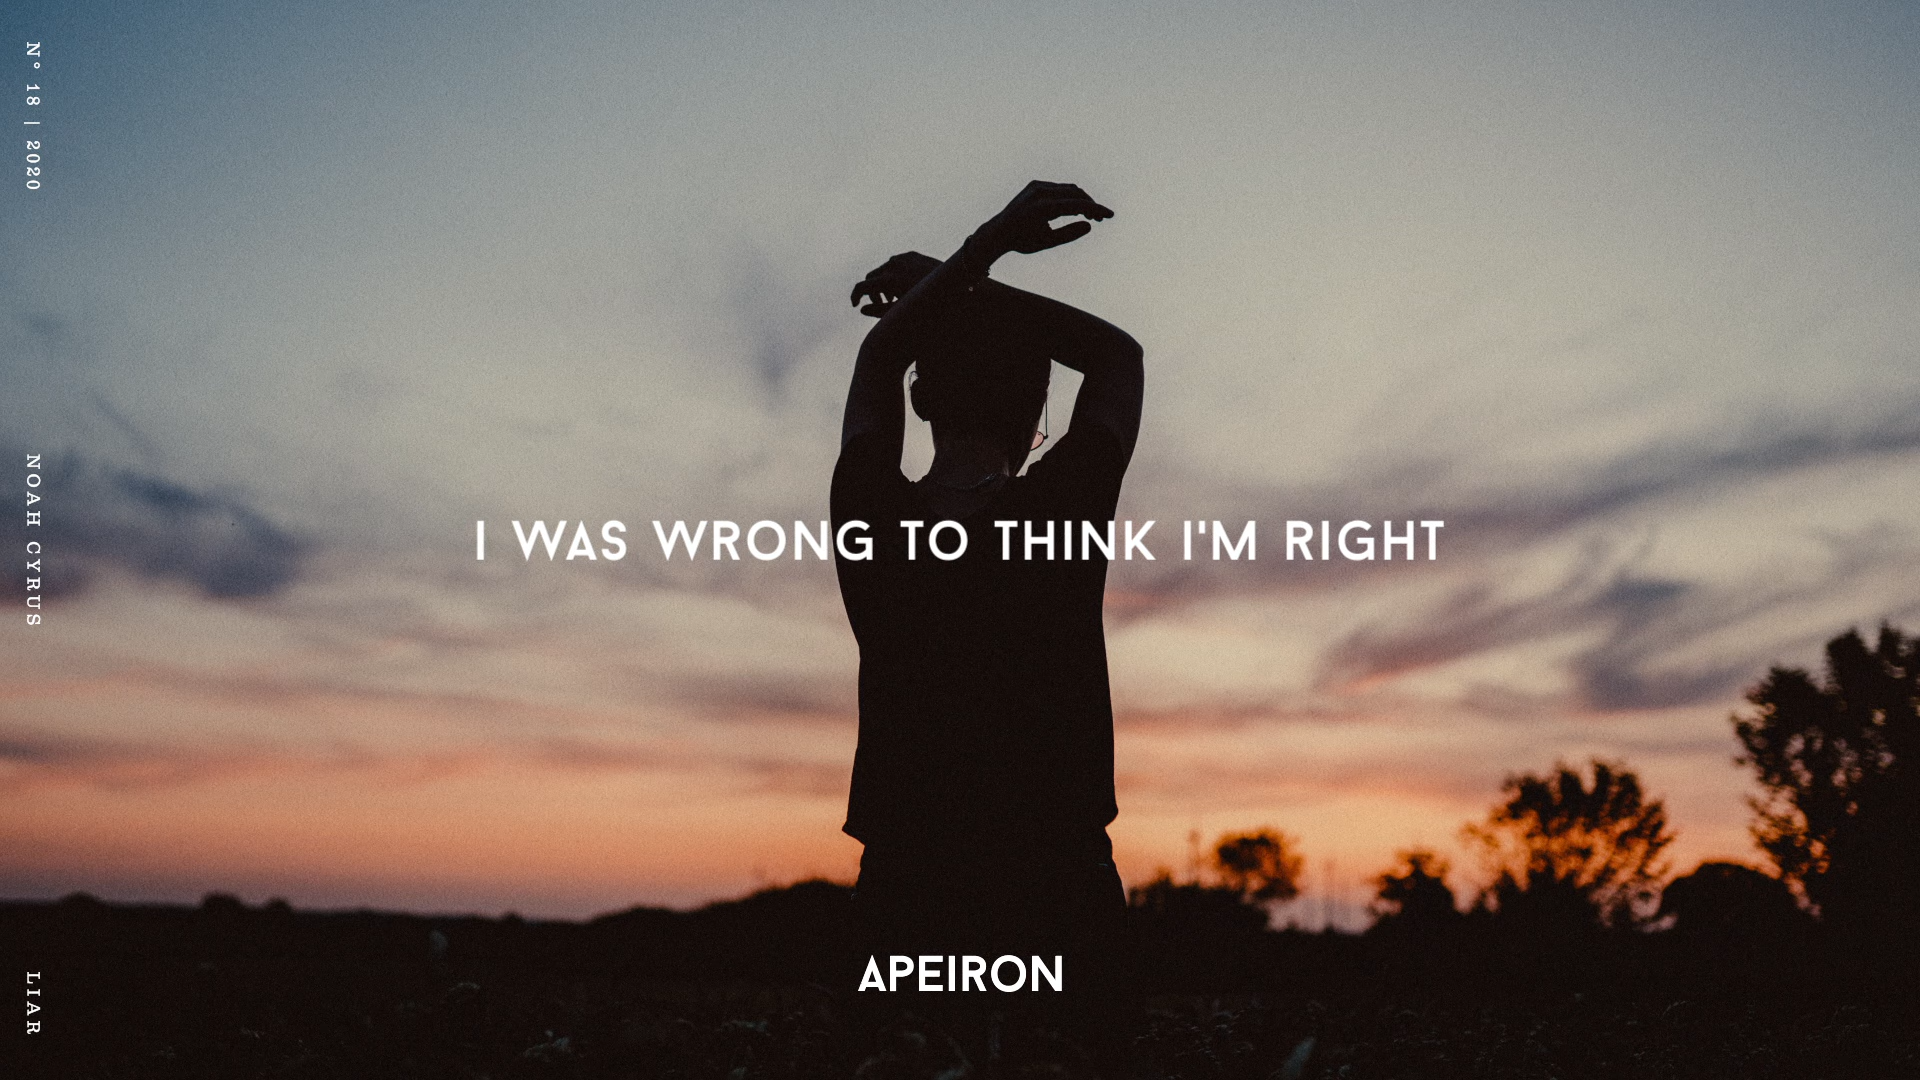 N° 18 | 2020
NOAH CYRUS
LIAR
I WAS WRONG TO THINK I'M RIGHT
APEIRON